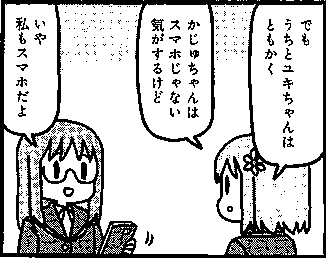 でも
うちとユキちゃんは
ともかく
かじゅちゃんは
スマホじゃない
気がするけど
いや
私もスマホだよ